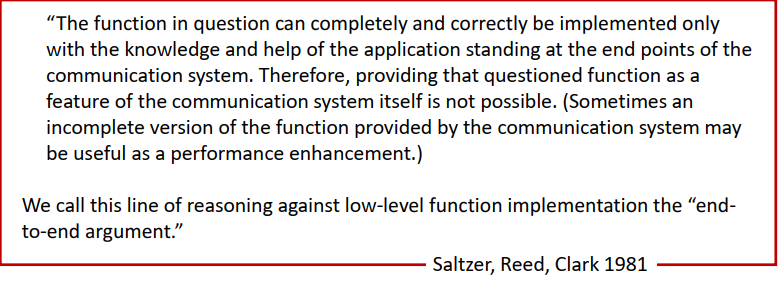 “The function in question can completely and correctly be implemented only
with the knowledge and help of the application standing at the end points of the
communication system. Therefore, providing that questioned function as a
feature of the communication system itself is not possible. (Sometimes an
incomplete version of the function provided by the communication system may
be useful as a performance enhancement.)
We call this line of reasoning against low-level function implementation the “end-
to-end argument.”
Saltzer, Reed, Clark 1981